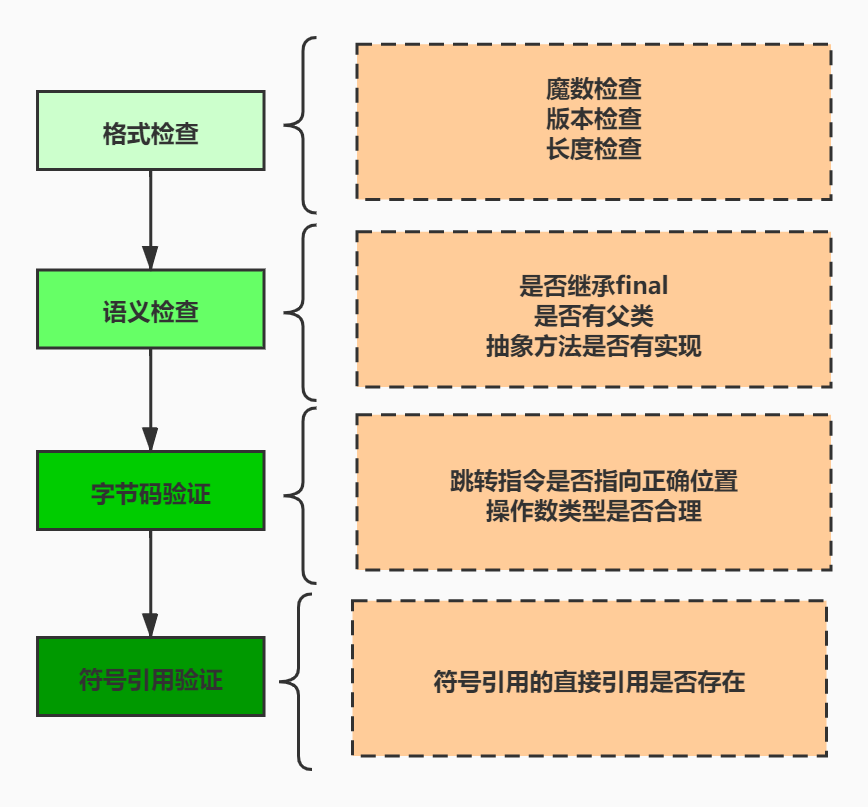 格式检查
魔数检查
版本检查
长度检查
语义检查
是否继承final
是否有父类
抽象方法是否有实现
字节码验证
跳转指令是否指向正确位置
操作数类型是否合理
符号引用验证
符号引用的直接引用是否存在